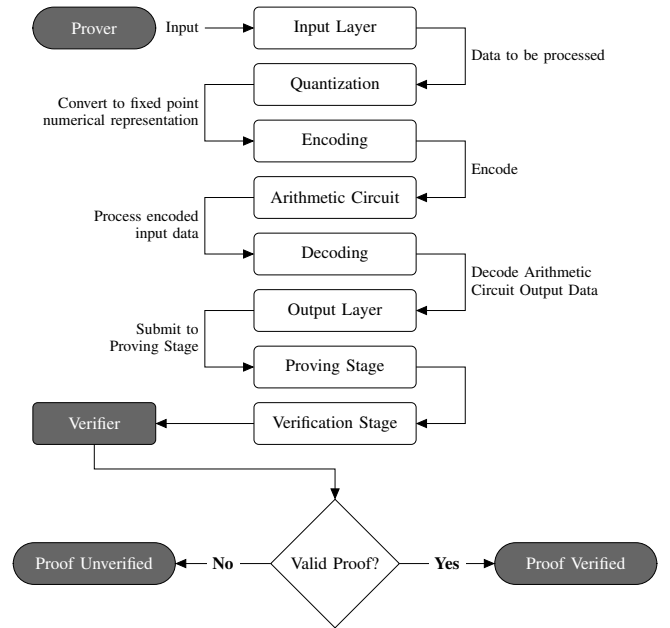 Prover
Input
Input Layer
Data to be processed
Quantization
Convert to fixed point
numerical representation
Encoding
Encode
Arithmetic Circuit
Process encoded
input data
Decoding
Decode Arithmetic
Circuit Output Data
Output Layer
Submit to
Proving Stage
Proving Stage
Verifier
Verification Stage
Valid Proof?
Proof Unverified
No
Yes
Proof Verified